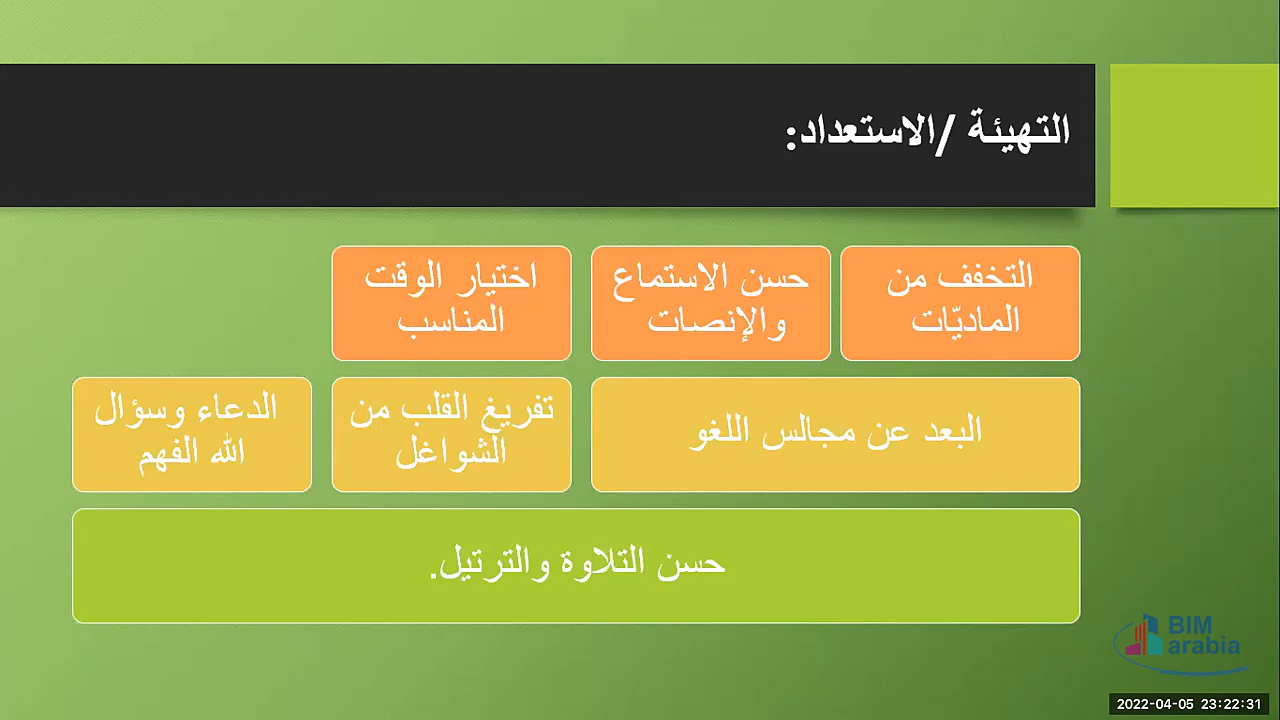 التهيئة /الاستعداد:
التخفف من
الماديّات
حسن الاستماع
والإنصات
اختيار الوقت
المناسب
البعد عن مجالس اللغو
تفريغ القلب من
الشواغل
الدعاء وسؤال
الله الفهم
حسن التلاوة والترتيل.
BIM
arabia
2022-04-05 23:22:31